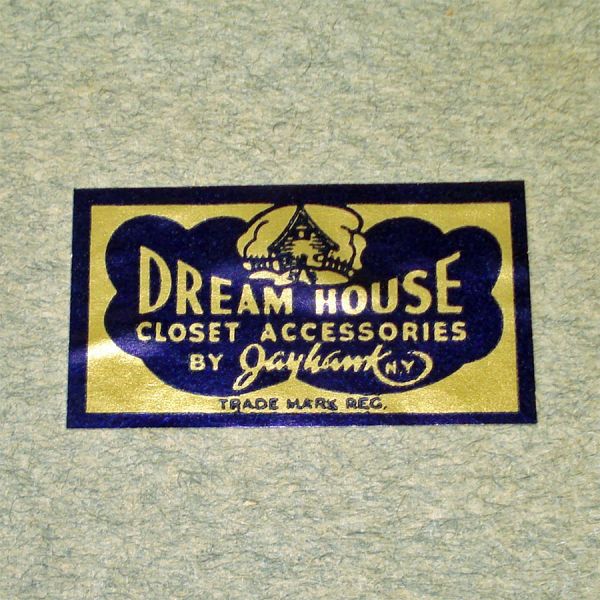 DREAM HOUSE
CLOSET ACCESSORIES
BY Jayhawk N.Y.
TRADE MARK REG.